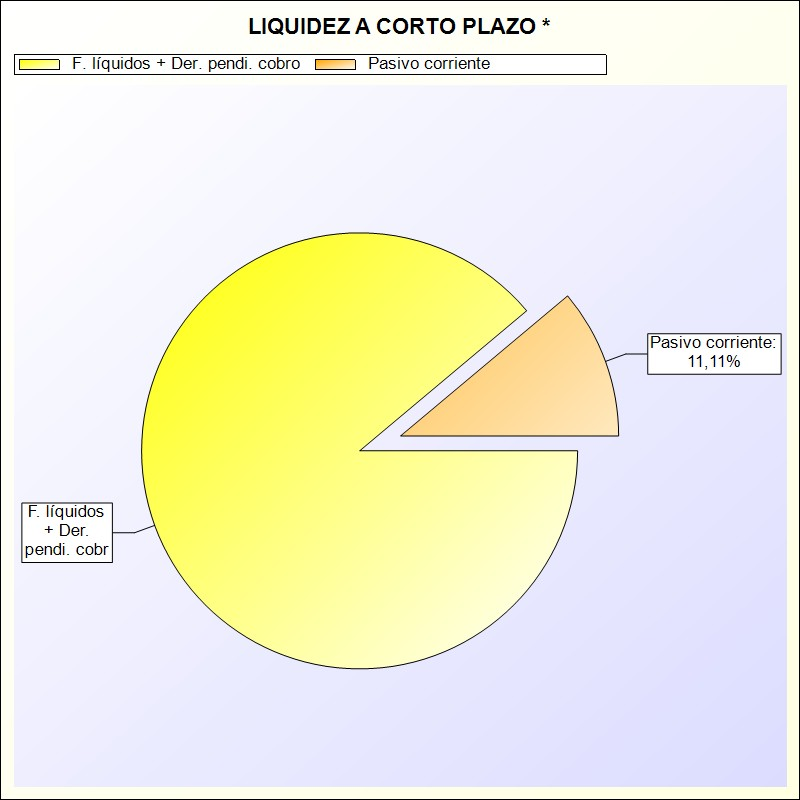 LIQUIDEZ A CORTO PLAZO *
F. líquidos + Der. pendi. cobro Pasivo corriente
Pasivo corriente:
11,11%
F. líquidos
+ Der.
pendi. cobr